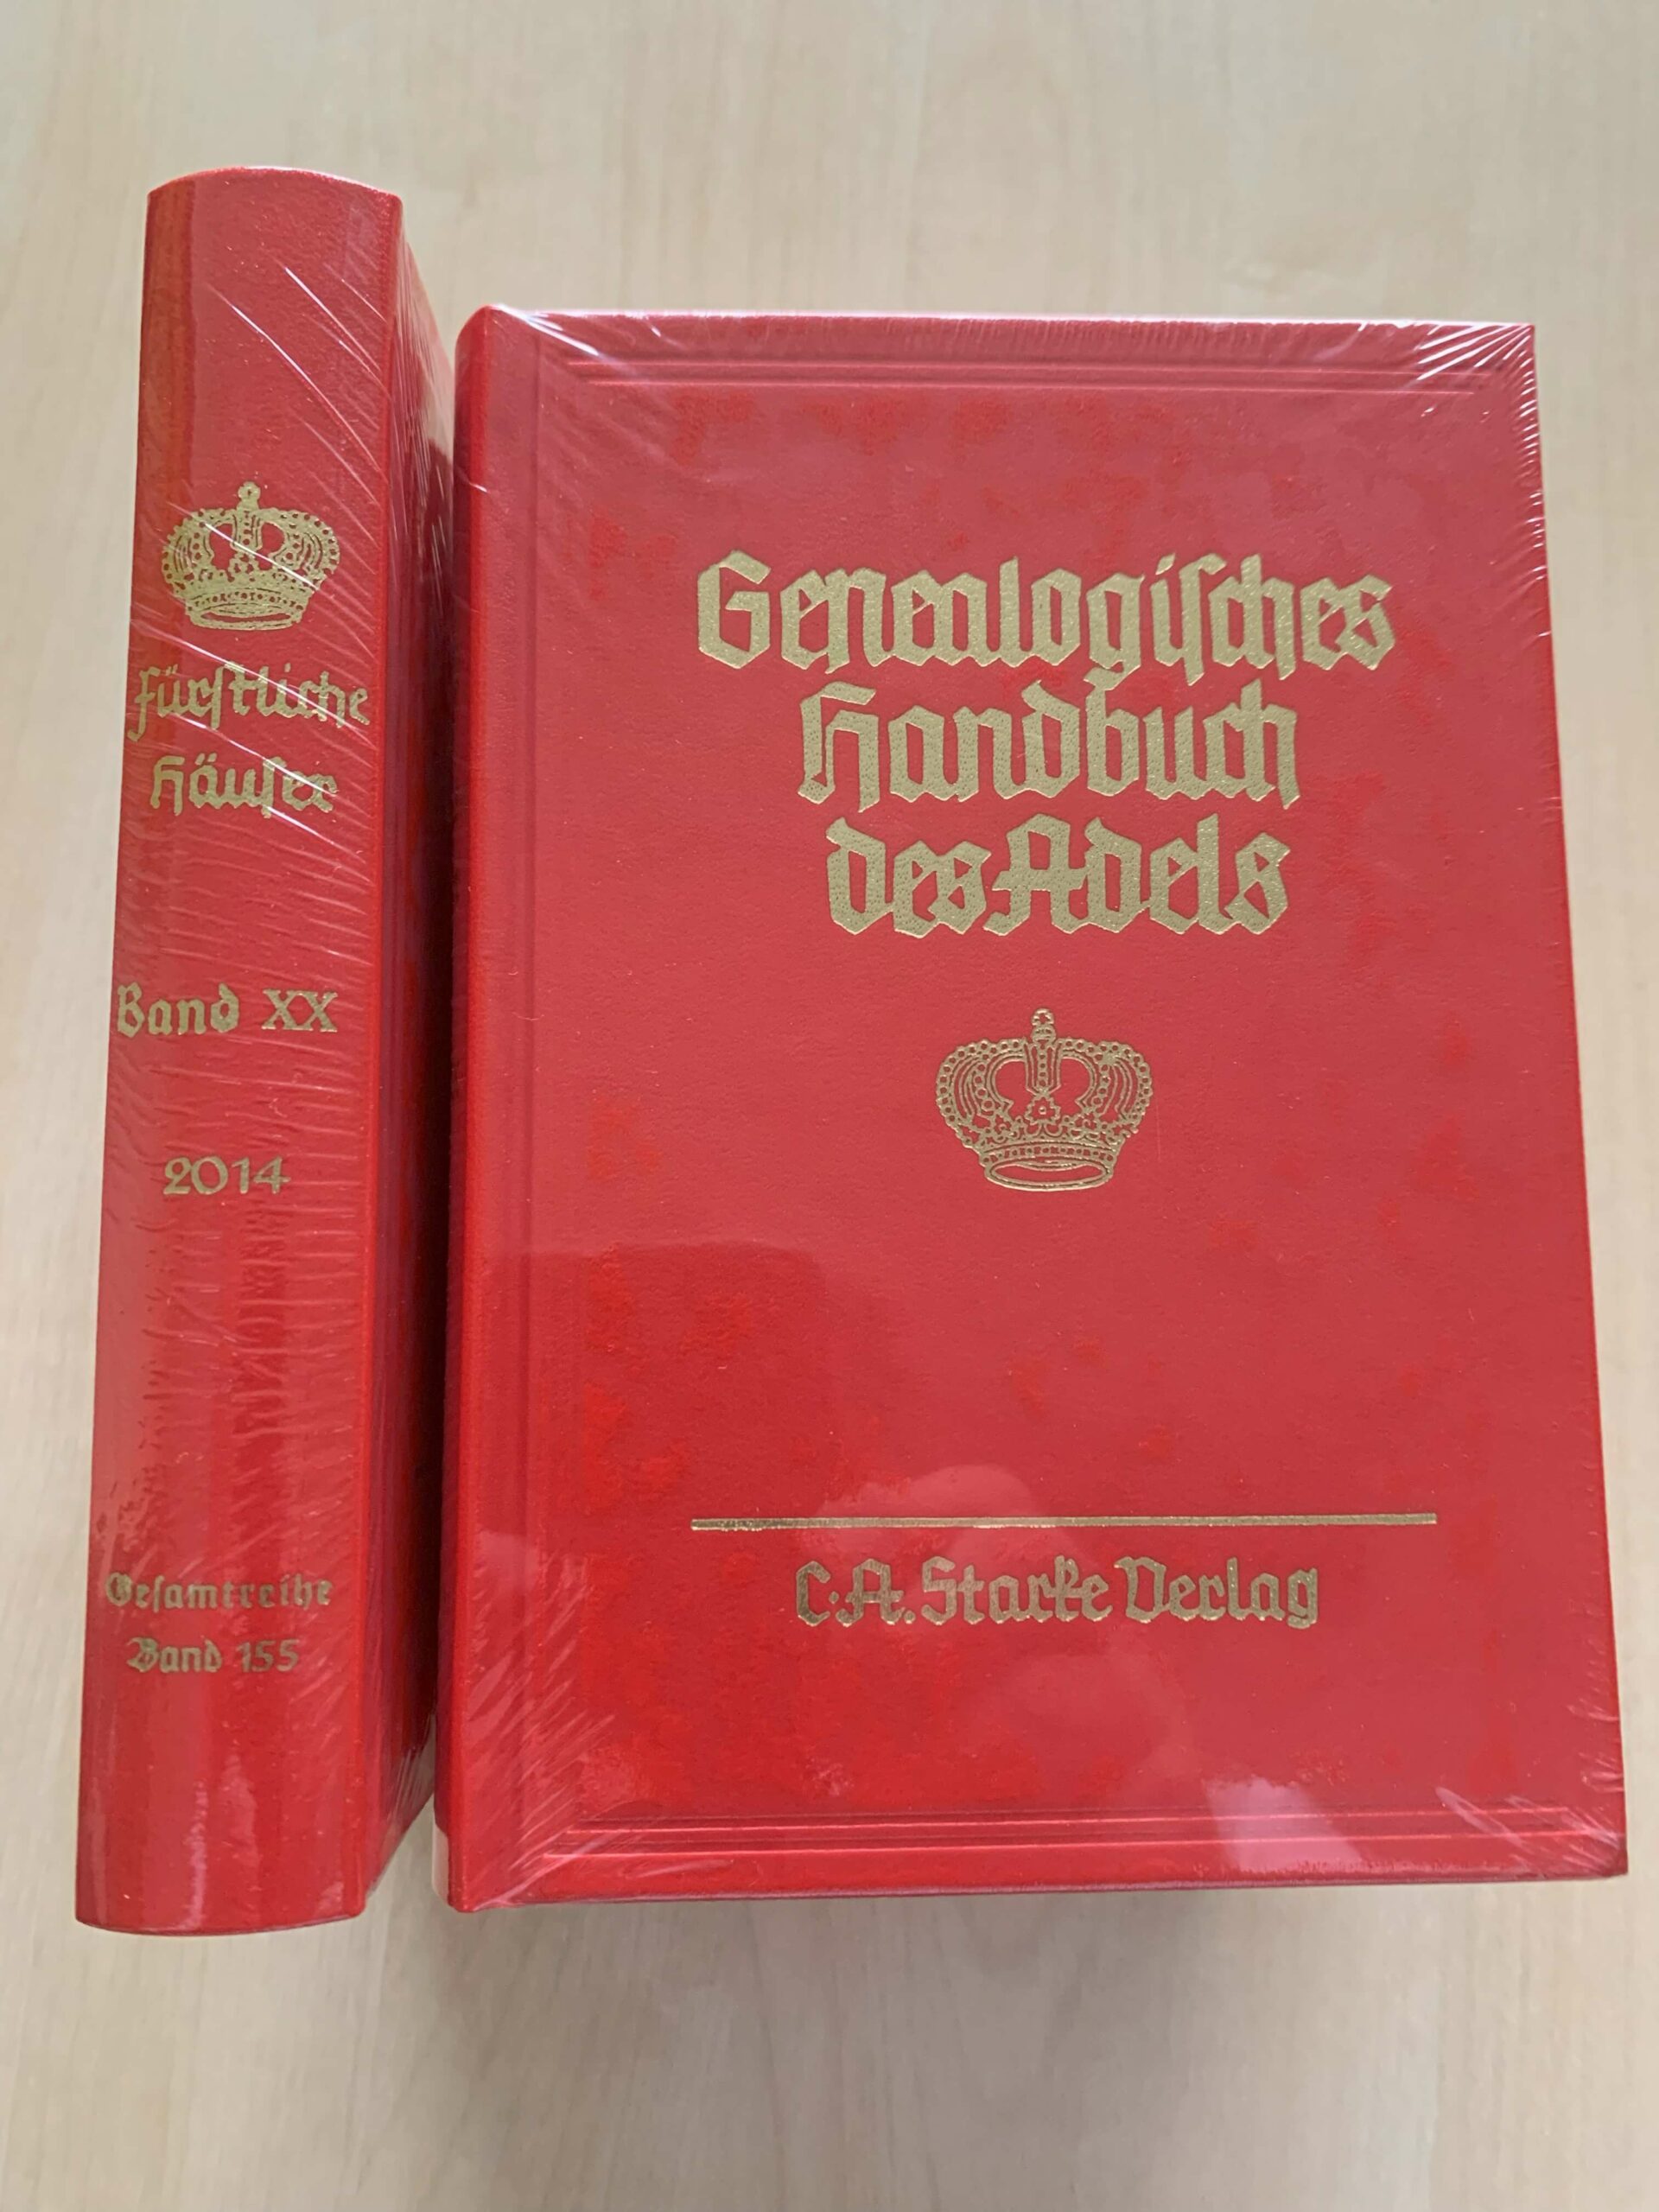 Fürſtliche
Häuſer
Band XX
2014
Geſamtreihe
Band 155
Genealogiſches
Handbuch
des Adels
C. A. Starke Verlag